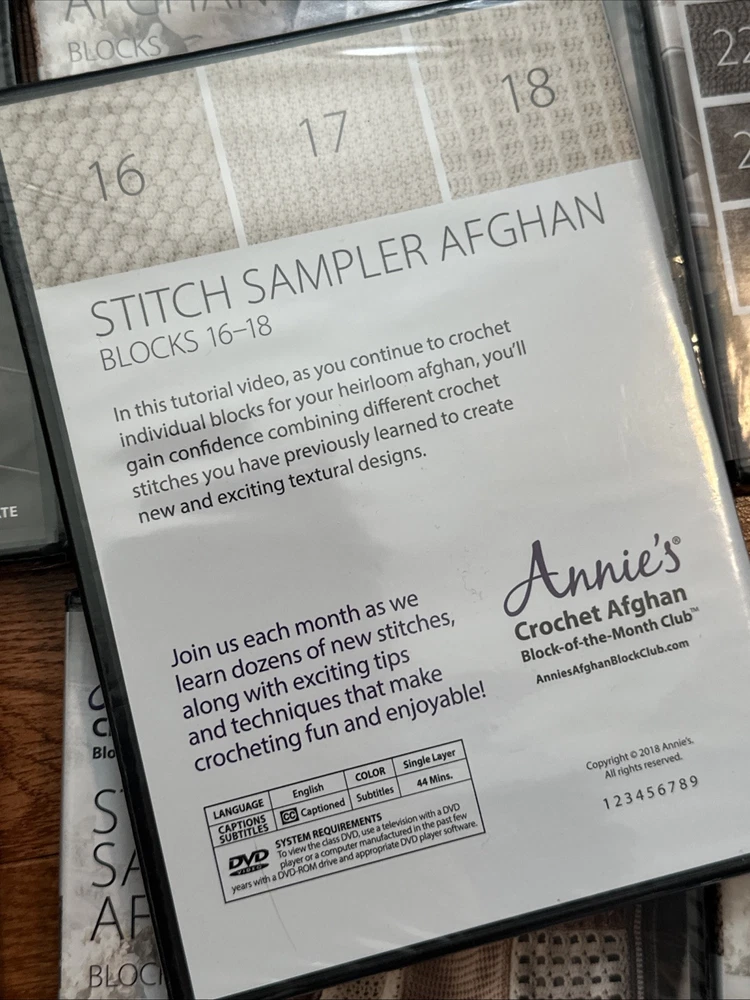 BLOCKS
16
17
18
STITCH SAMPLER AFGHAN
BLOCKS 16–18
In this tutorial video, as you continue to crochet
individual blocks for your heirloom afghan, you'll
gain confidence combining different crochet
stitches you have previously learned to create
new and exciting textural designs.
Join us each month as we
learn dozens of new stitches,
along with exciting tips
and techniques that make
crocheting fun and enjoyable!
Annie's®
Crochet Afghan
Block-of-the-Month Club™
AnniesAfghanBlockClub.com
LANGUAGE English COLOR Single Layer
CAPTIONS SUBTITLES CC Captioned Subtitles 44 Mins.
DVD VIDEO
SYSTEM REQUIREMENTS
To view the class DVD, use a television with a DVD
player or a computer manufactured in the past few
years with a DVD-ROM drive and appropriate DVD player software.
Copyright © 2018 Annie's.
All rights reserved.
1 2 3 4 5 6 7 8 9